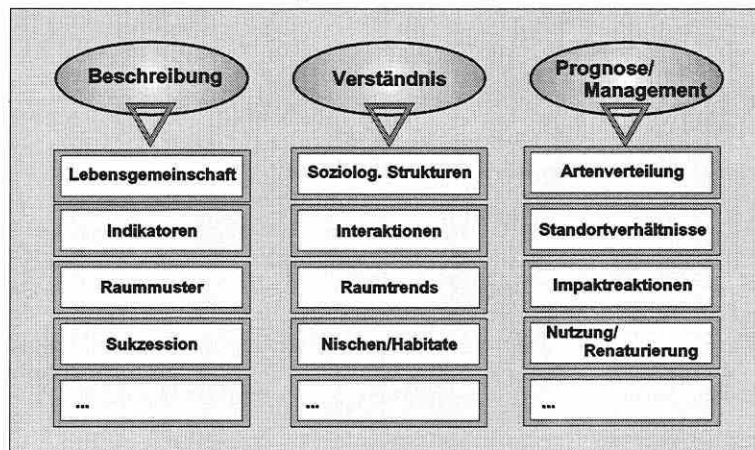 Beschreibung
Lebensgemeinschaft
Indikatoren
Raummuster
Sukzession
...
Verständnis
Soziolog. Strukturen
Interaktionen
Raumtrends
Nischen/Habitate
...
Prognose/
Management
Artenverteilung
Standortverhältnisse
Impaktreaktionen
Nutzung/
Renaturierung
...